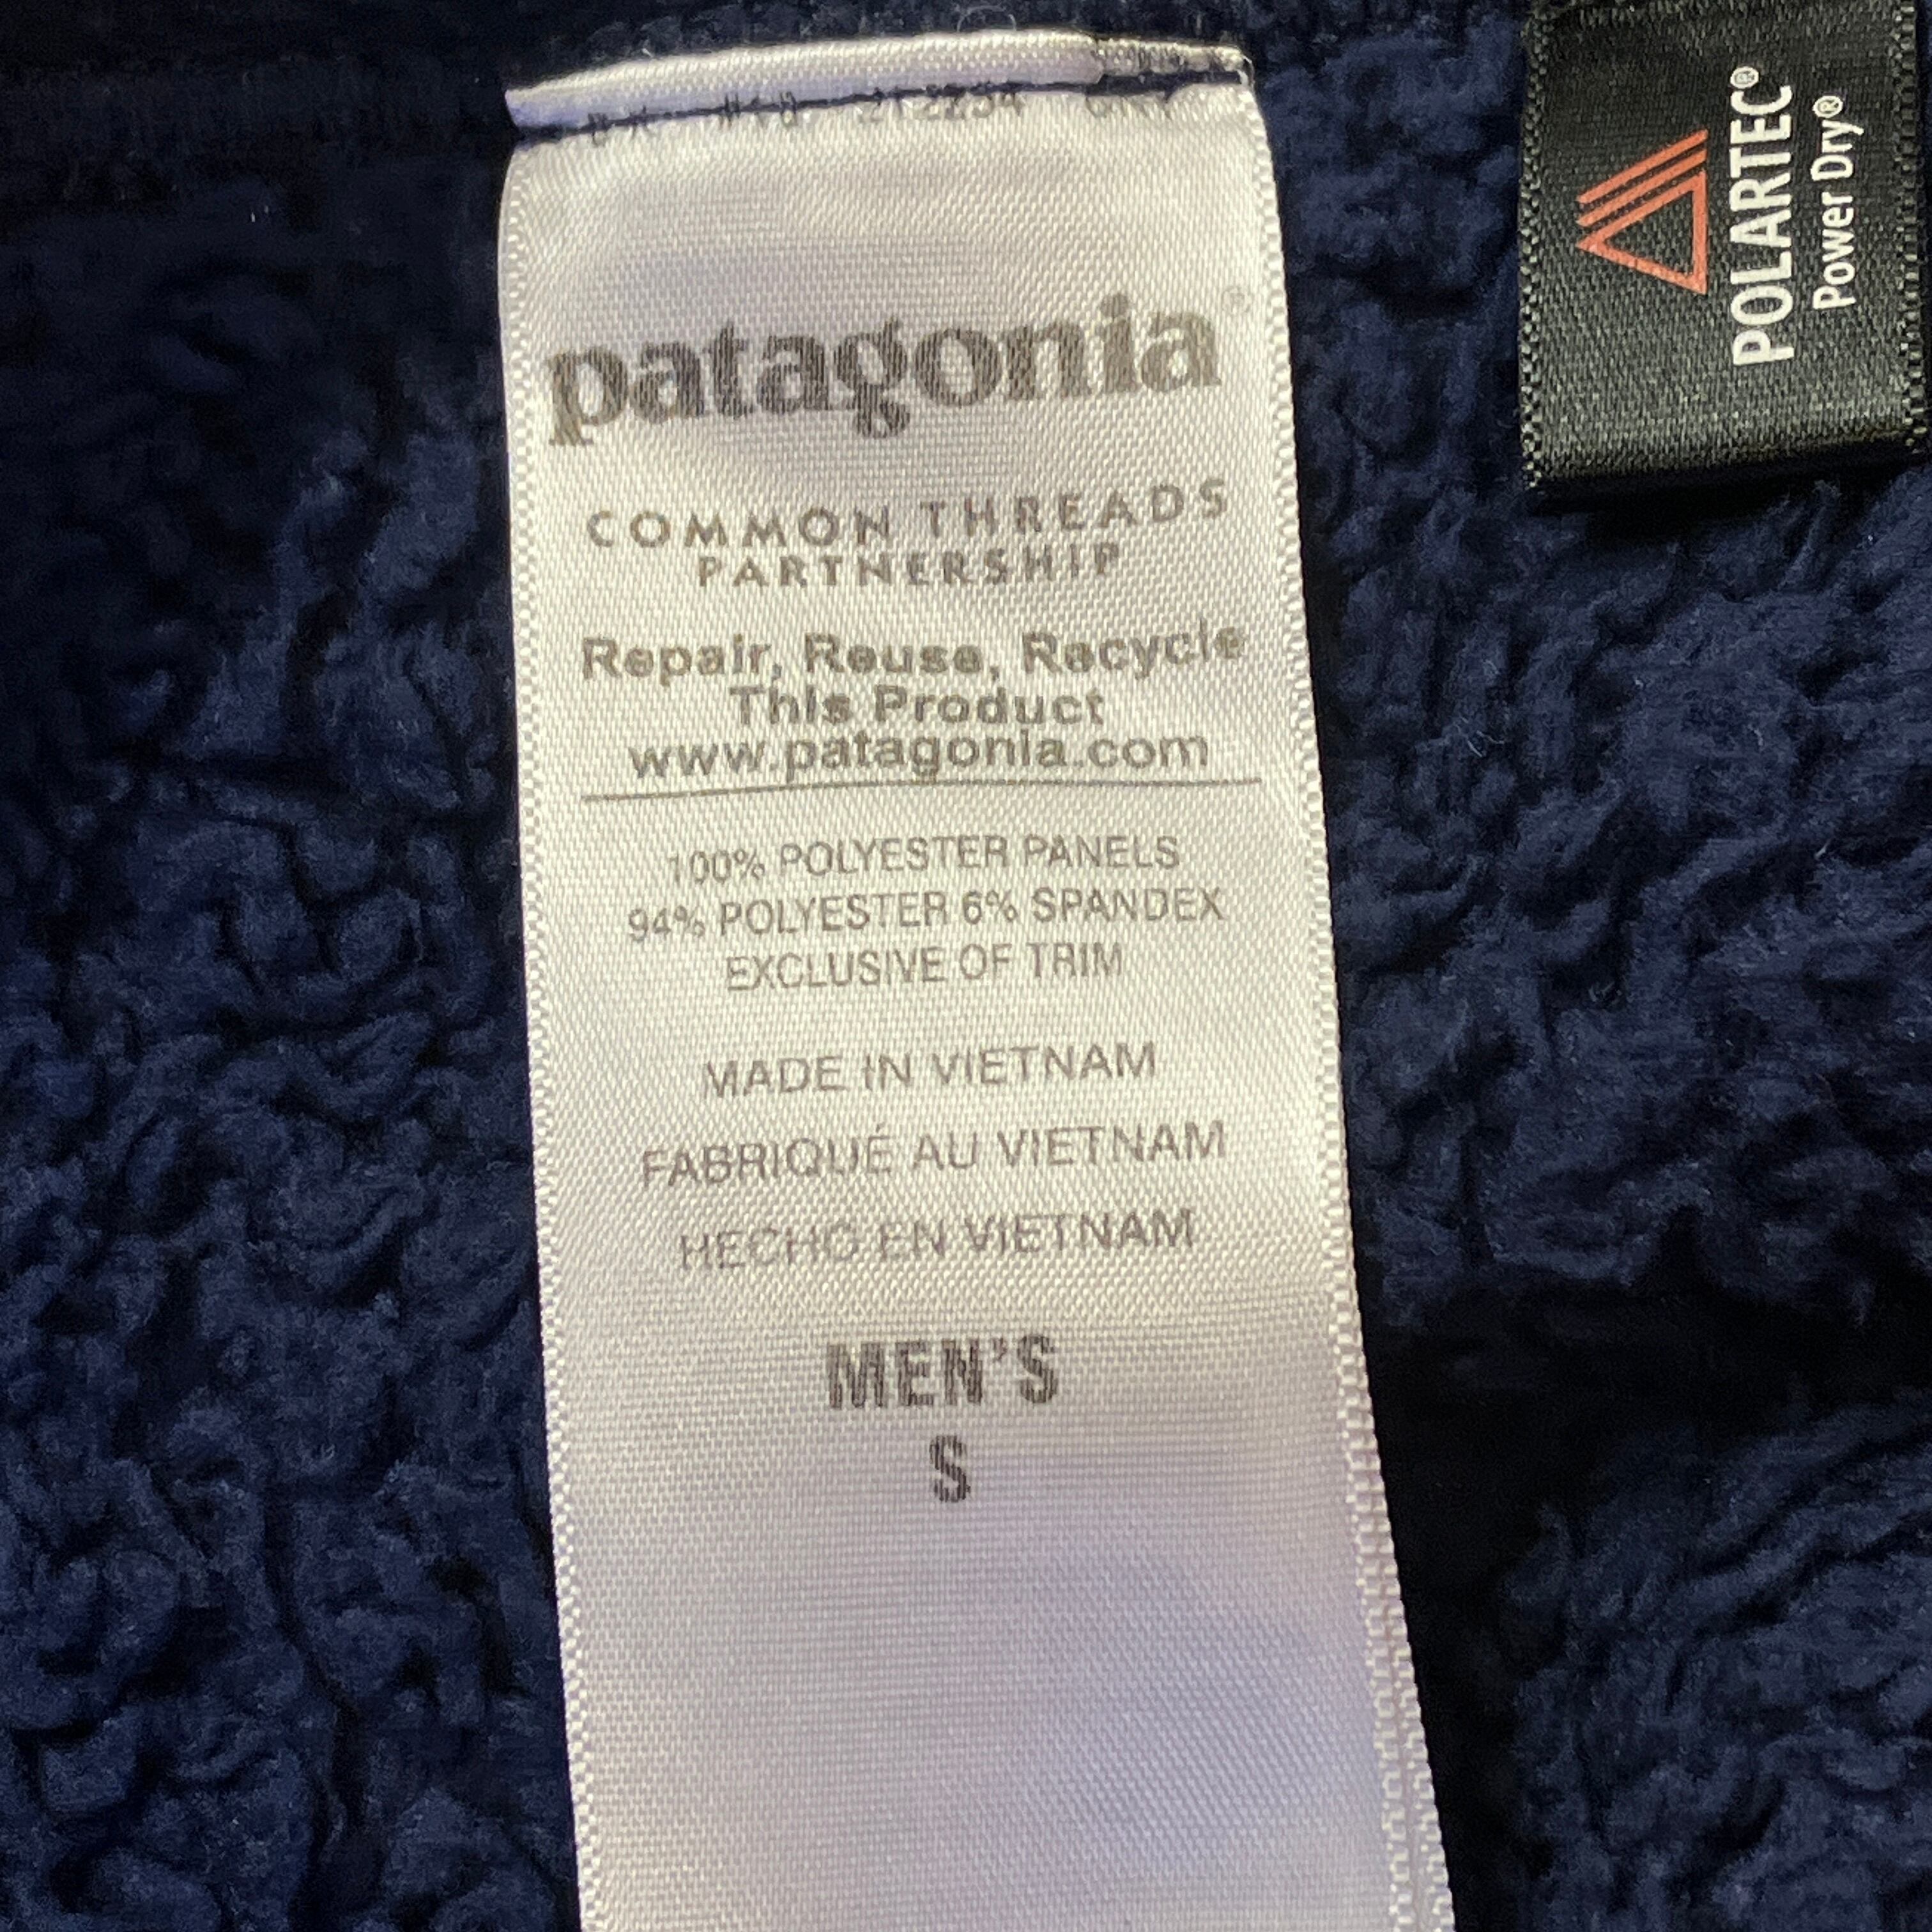 patagonia®
COMMON THREADS
PARTNERSHIP
Repair, Reuse, Recycle
This Product
www.patagonia.com
100% POLYESTER PANELS
94% POLYESTER 6% SPANDEX
EXCLUSIVE OF TRIM
MADE IN VIETNAM
FABRIQUÉ AU VIETNAM
HECHO EN VIETNAM
MEN'S
S
POLARTEC®
Power Dry®